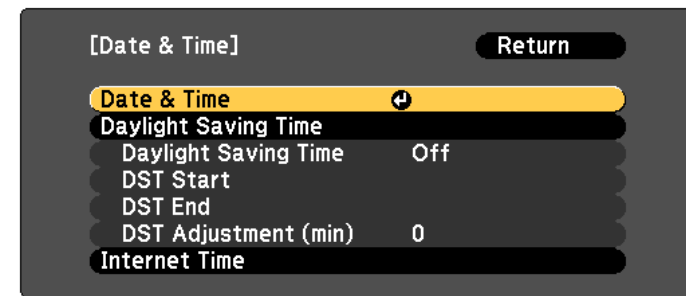 [Date & Time] Return
Date & Time
Daylight Saving Time
Daylight Saving Time Off
DST Start
DST End
DST Adjustment (min) 0
Internet Time